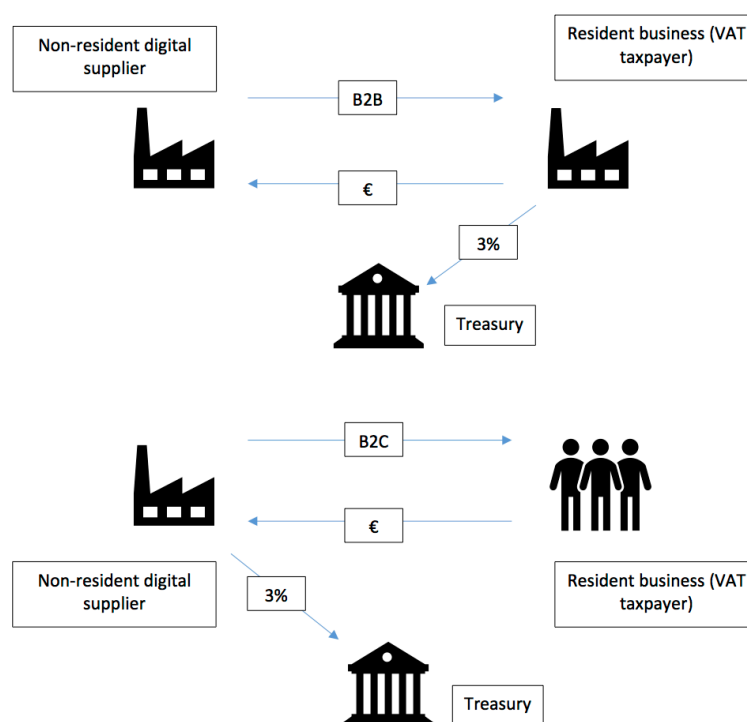 Non-resident digital
supplier
Resident business (VAT
taxpayer)
B2B
€
3%
Treasury
B2C
€
Non-resident digital
supplier
3%
Resident business (VAT
taxpayer)
Treasury